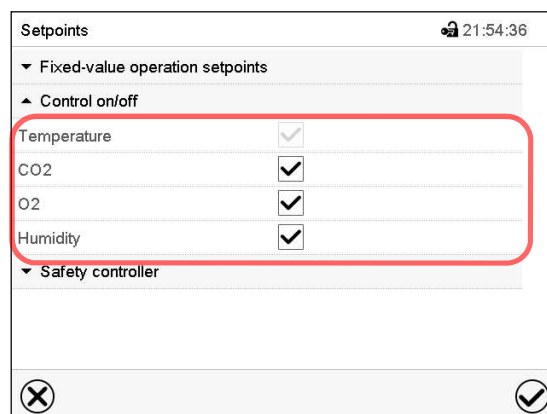 Setpoints 21:54:36
Fixed-value operation setpoints
Control on/off
Temperature
CO2
O2
Humidity
Safety controller